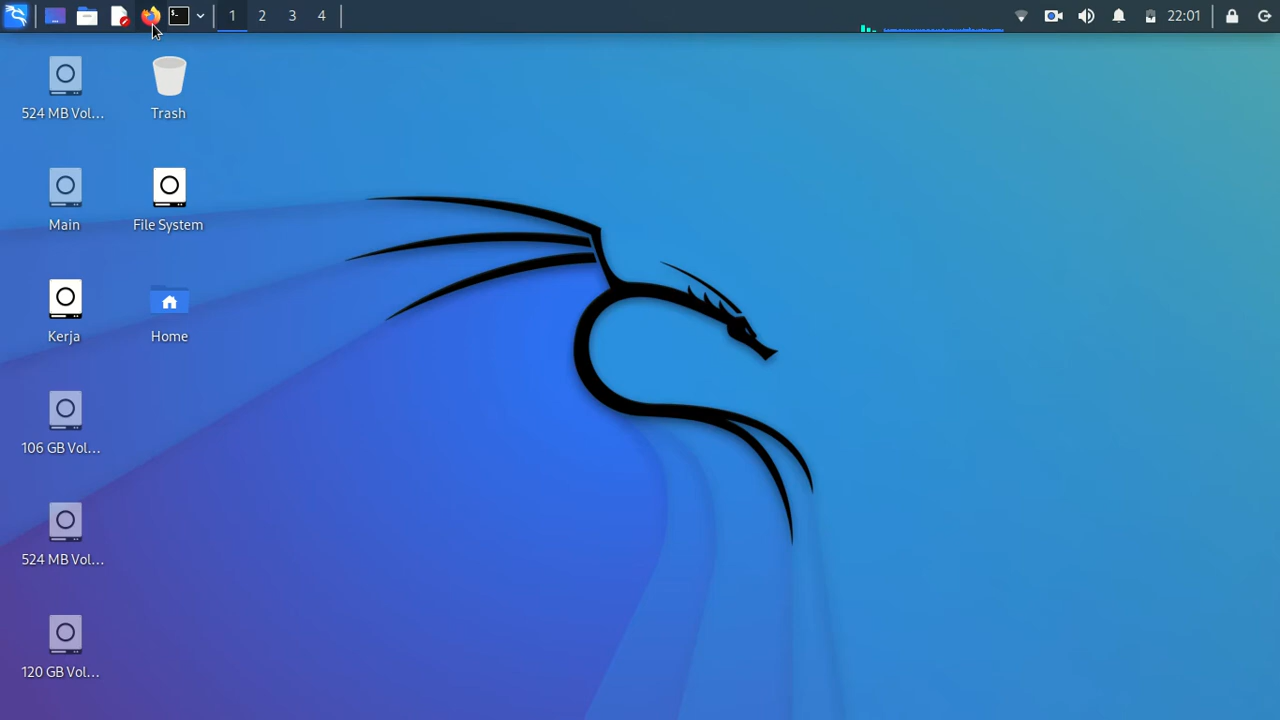 1 2 3 4 22:01
524 MB Vol...
Trash
Main
File System
Kerja
Home
106 GB Vol...
524 MB Vol...
120 GB Vol...